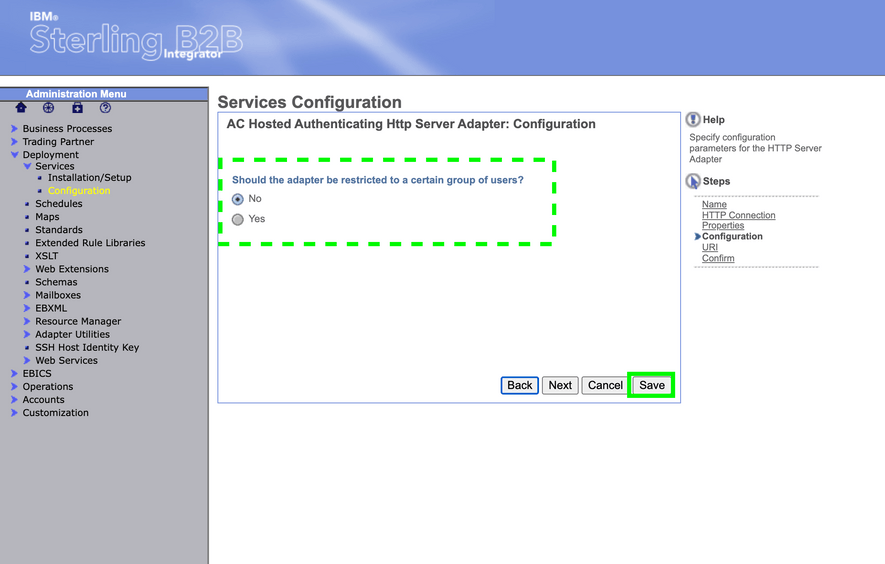 IBM®
Sterling B2B
Integrator
Administration Menu
Business Processes
Trading Partner
Deployment
Services
Installation/Setup
Configuration
Schedules
Maps
Standards
Extended Rule Libraries
XSLT
Web Extensions
Schemas
Mailboxes
EBXML
Resource Manager
Adapter Utilities
SSH Host Identity Key
Web Services
EBICS
Operations
Accounts
Customization
Services Configuration
AC Hosted Authenticating Http Server Adapter: Configuration
Should the adapter be restricted to a certain group of users?
No
Yes
Back Next Cancel Save
Help
Specify configuration
parameters for the HTTP Server
Adapter
Steps
Name
HTTP Connection
Properties
Configuration
URI
Confirm